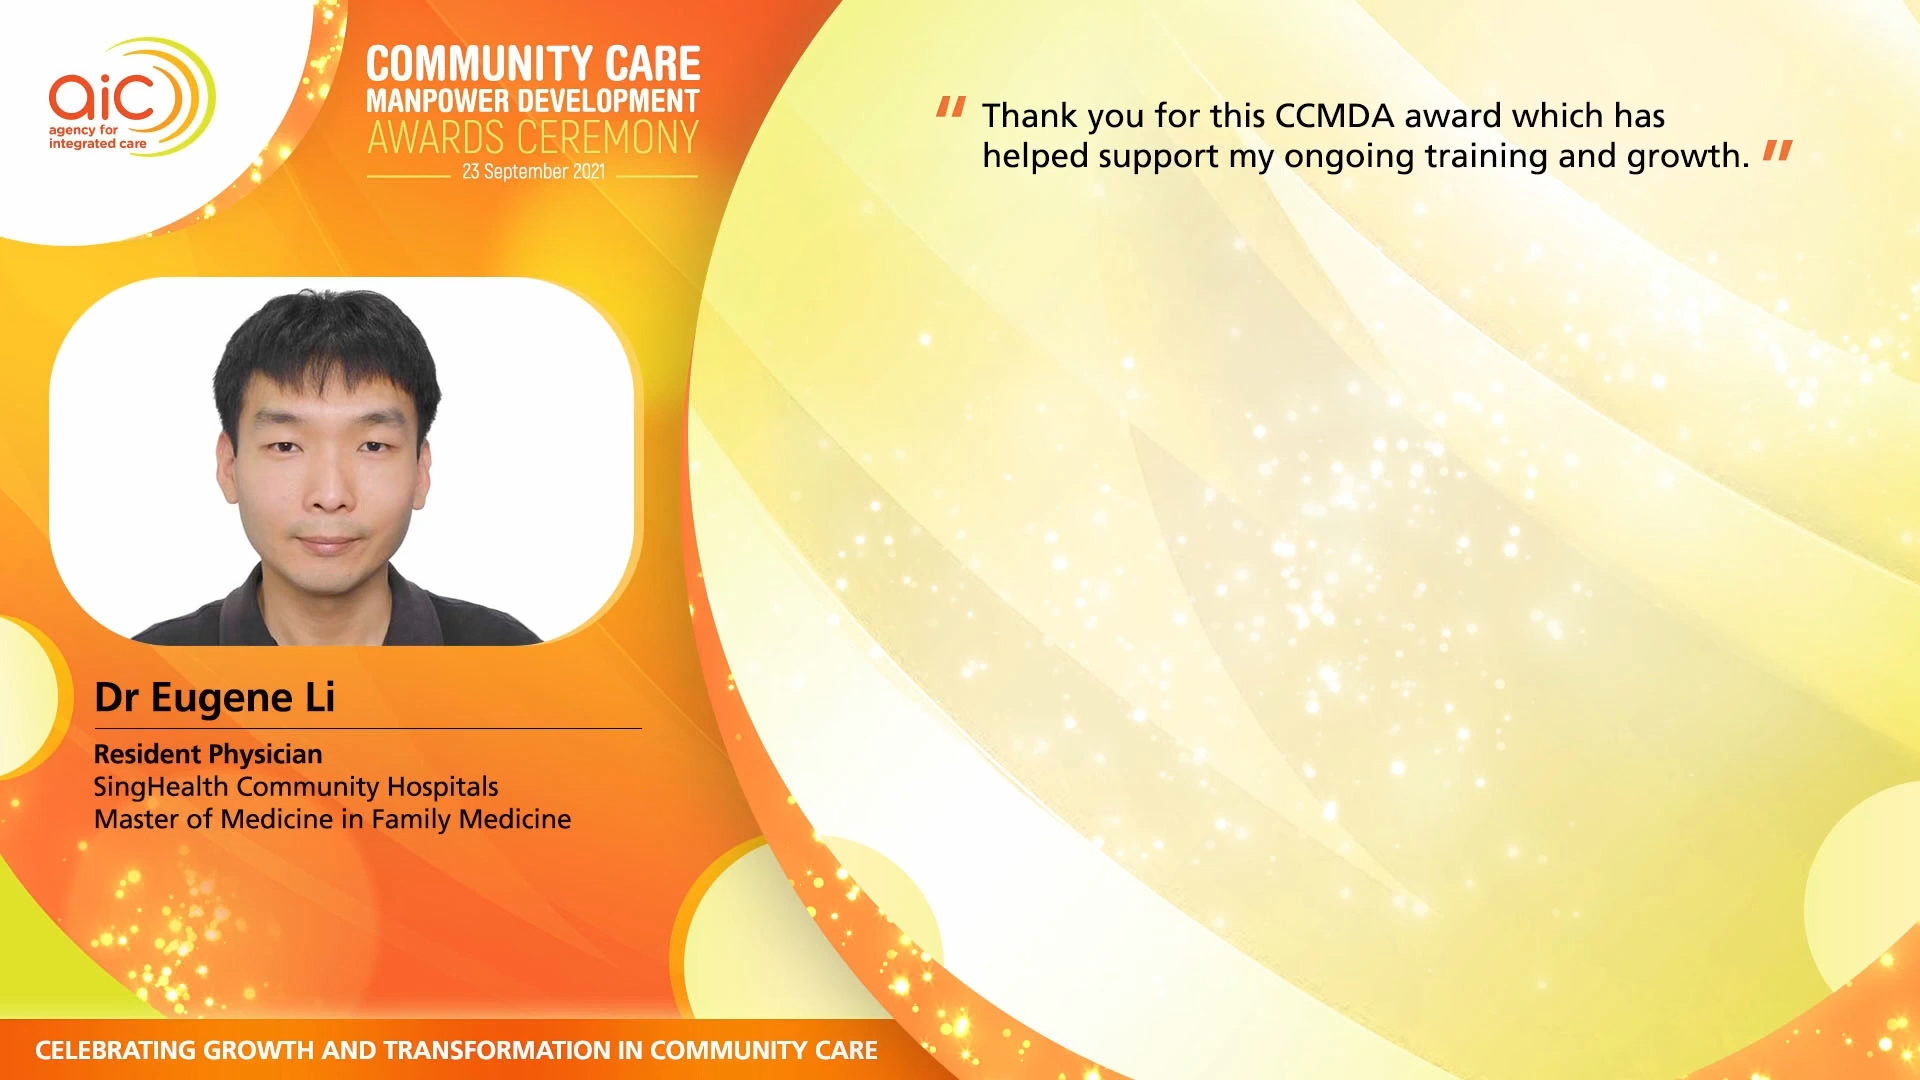 aic
agency for
integrated care
COMMUNITY CARE
MANPOWER DEVELOPMENT
AWARDS CEREMONY
23 September 2021
" Thank you for this CCMDA award which has
helped support my ongoing training and growth. "
Dr Eugene Li
Resident Physician
SingHealth Community Hospitals
Master of Medicine in Family Medicine
CELEBRATING GROWTH AND TRANSFORMATION IN COMMUNITY CARE